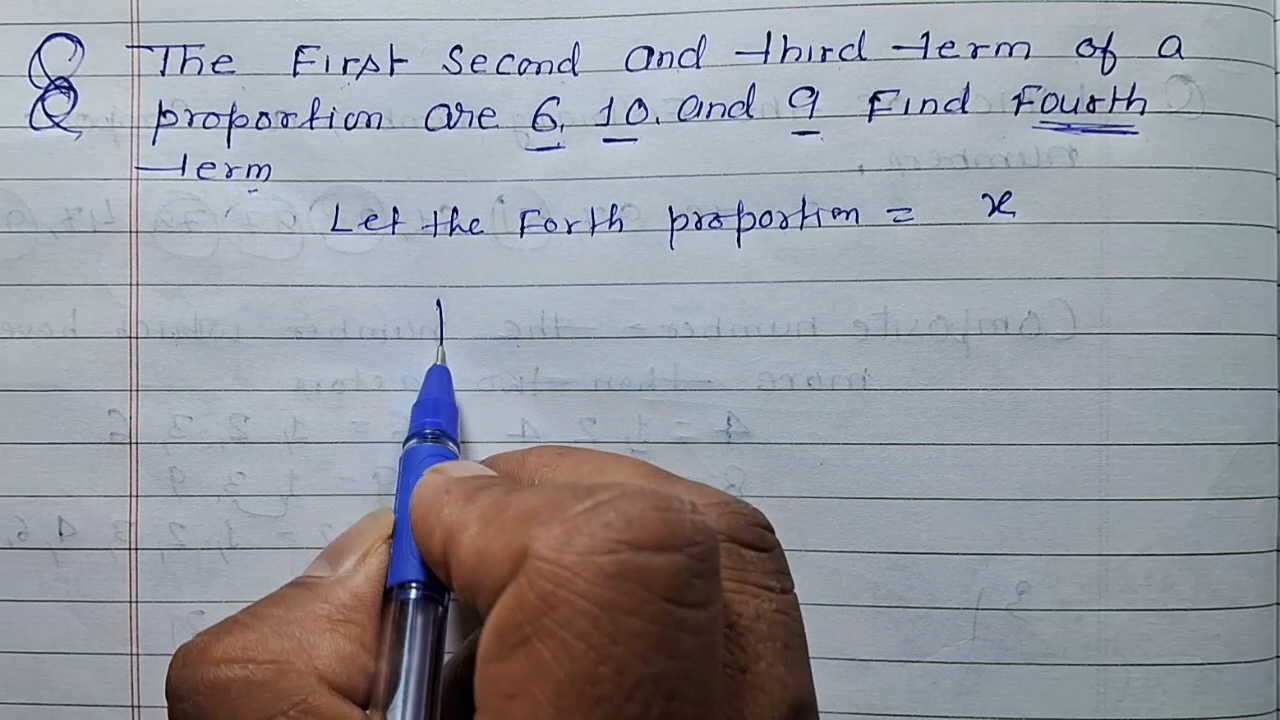 Q The First Second and third term of a
Q proportion are 6, 10. and 9 Find Fourth
term
Let the Forth proportion = x